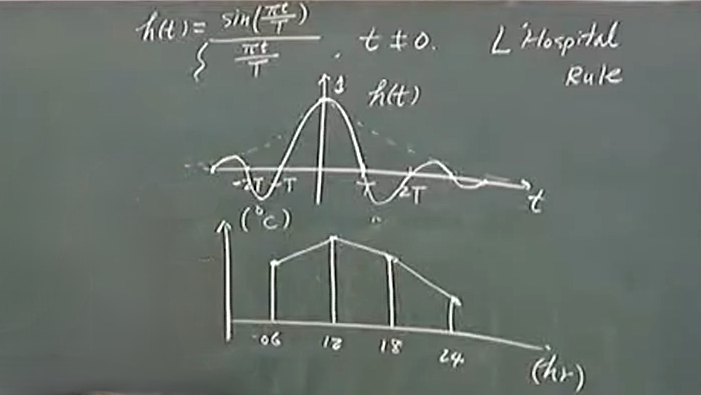 h(t) = { sin(πt/T) / (πt/T) , t ≠ 0. L'Hospital
Rule
1 h(t)
-2T -T T 2T t
(°C)
06 12 18 24
(hr)